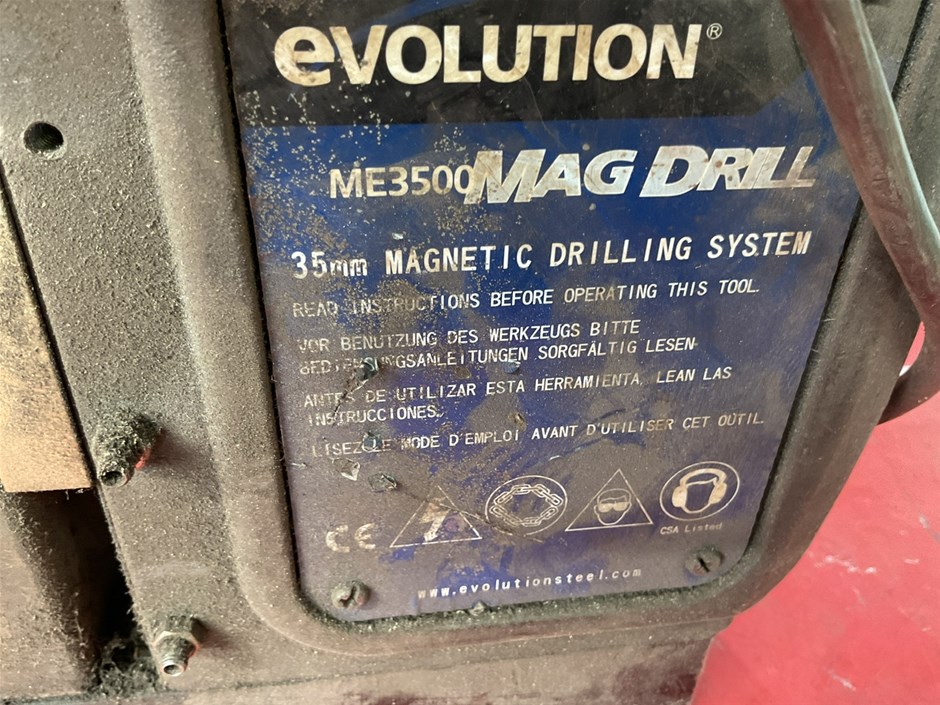 eVOLUTION®
ME3500 MAG DRILL
35mm MAGNETIC DRILLING SYSTEM
READ INSTRUCTIONS BEFORE OPERATING THIS TOOL.
VOR BENUTZUNG DES WERKZEUGS BITTE
BEDIENUNGSANLEITUNGEN SORGFÄLTIG LESEN
ANTES DE UTILIZAR ESTA HERRAMIENTA, LEAN LAS
INSTRUCCIONES.
LISEZ LE MODE D'EMPLOI AVANT D'UTILISER CET OUTIL.
CE
CSA Listed
www.evolutionsteel.com